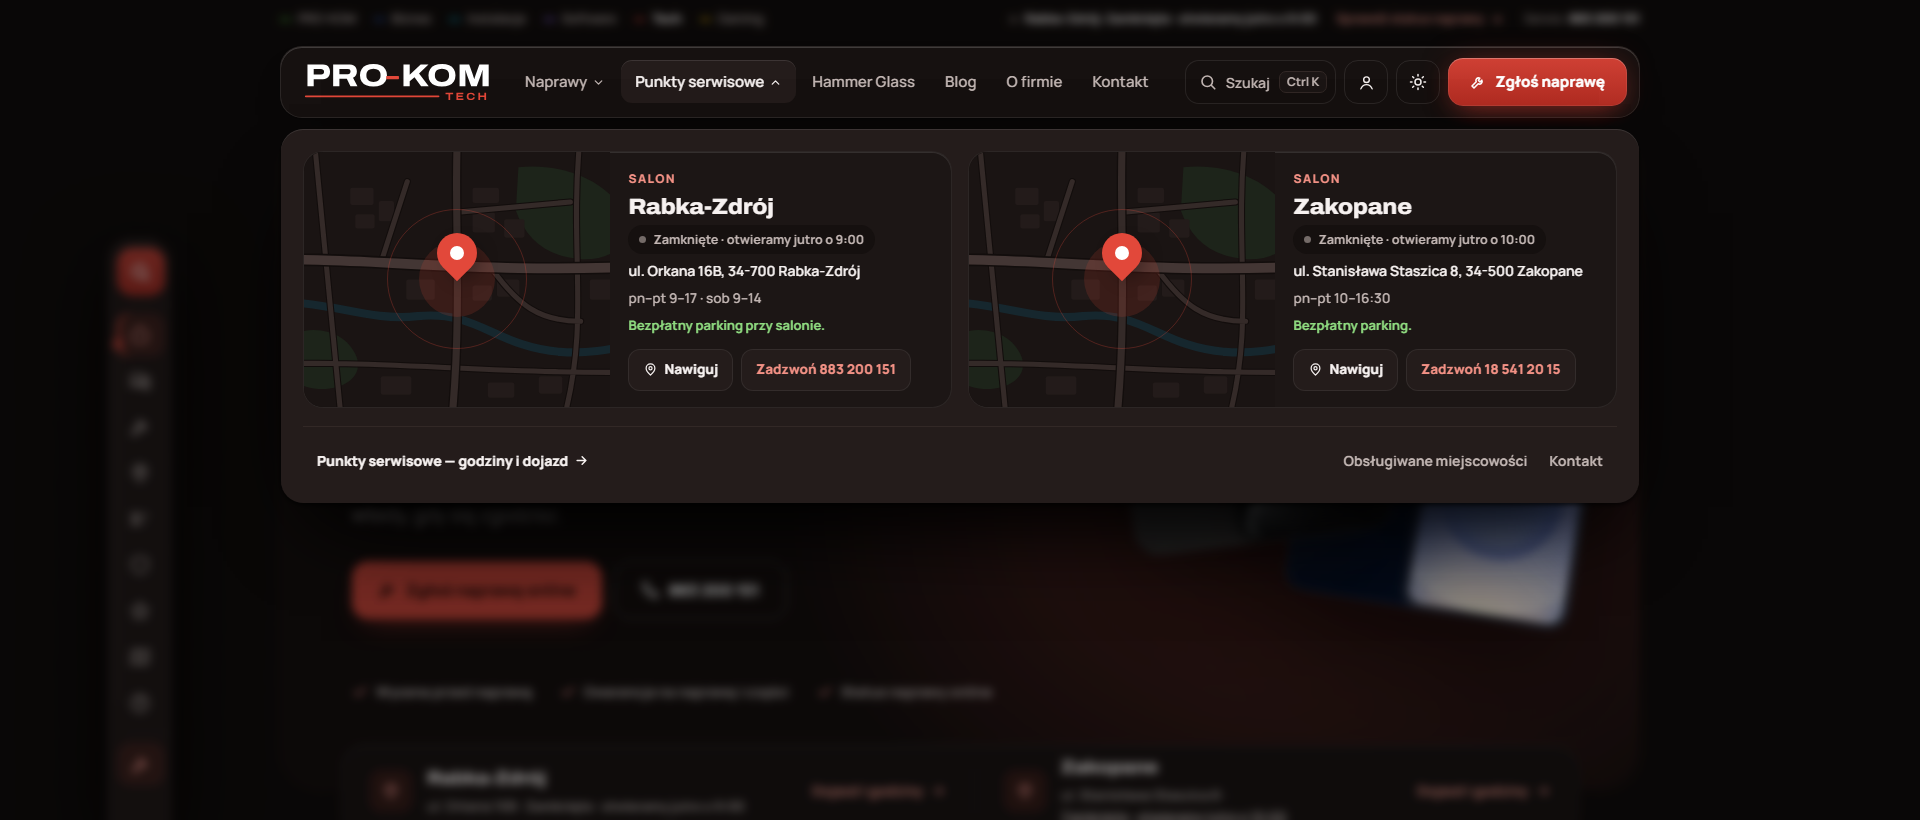 PRO-KOM
TECH
Naprawy
Punkty serwisowe
Hammer Glass
Blog
O firmie
Kontakt
Szukaj
Ctrl K
Zgłoś naprawę
SALON
Rabka-Zdrój
Zamknięte · otwieramy jutro o 9:00
ul. Orkana 16B, 34-700 Rabka-Zdrój
pn–pt 9–17 · sob 9–14
Bezpłatny parking przy salonie.
Nawiguj
Zadzwoń 883 200 151
SALON
Zakopane
Zamknięte · otwieramy jutro o 10:00
ul. Stanisława Staszica 8, 34-500 Zakopane
pn–pt 10–16:30
Bezpłatny parking.
Nawiguj
Zadzwoń 18 541 20 15
Punkty serwisowe — godziny i dojazd
Obsługiwane miejscowości
Kontakt
Rabka-Zdrój
Zakopane